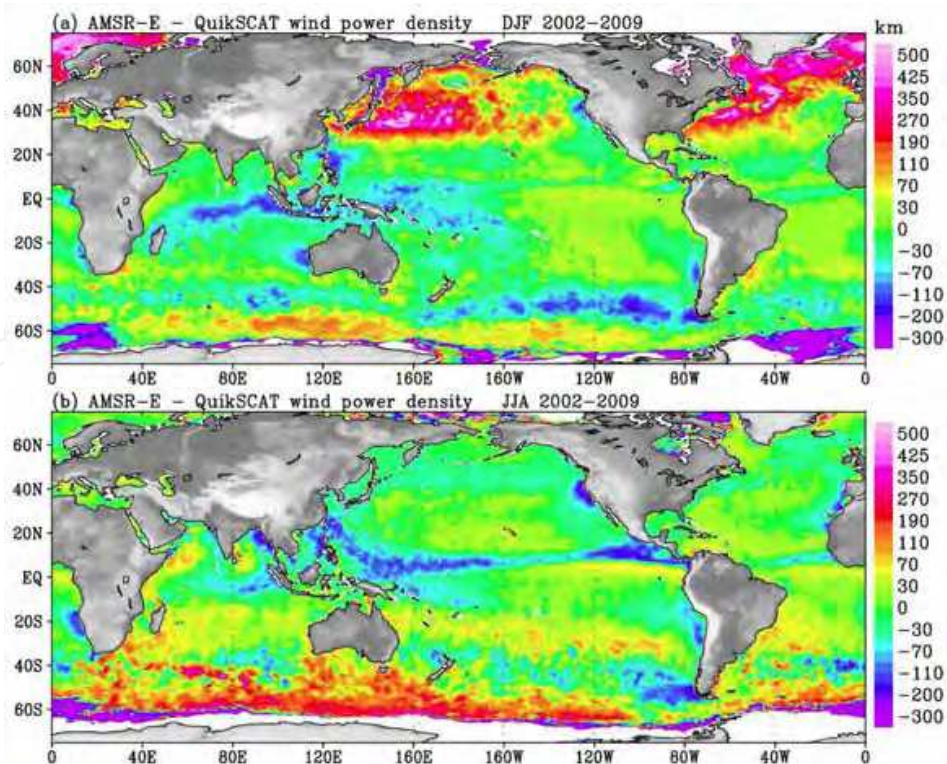 (a) AMSR-E - QuikSCAT wind power density DJF 2002-2009
km
500
425
350
270
190
110
70
30
0
-30
-70
-110
-200
-300
60N
40N
20N
EQ
20S
40S
60S
0 40E 80E 120E 160E 160W 120W 80W 40W 0
(b) AMSR-E - QuikSCAT wind power density JJA 2002-2009
500
425
350
270
190
110
70
30
0
-30
-70
-110
-200
-300
60N
40N
20N
EQ
20S
40S
60S
0 40E 80E 120E 160E 160W 120W 80W 40W 0